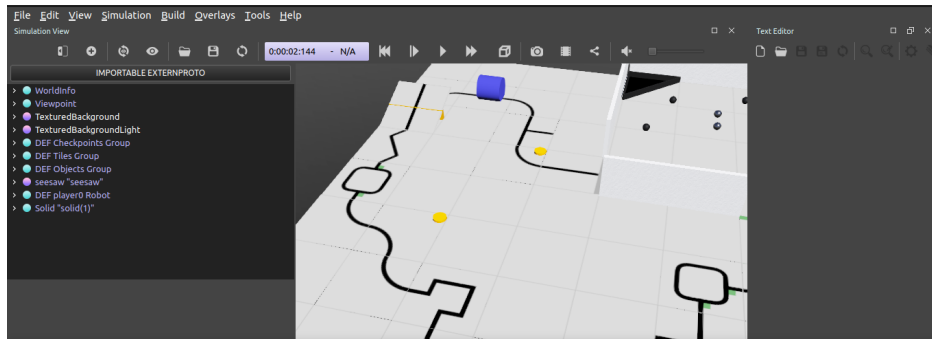 File Edit View Simulation Build Overlays Tools Help
Simulation View
Text Editor
0:00:02:144 - N/A
IMPORTABLE EXTERNPROTO
WorldInfo
Viewpoint
TexturedBackground
TexturedBackgroundLight
DEF Checkpoints Group
DEF Tiles Group
DEF Objects Group
seesaw "seesaw"
DEF player0 Robot
Solid "solid(1)"